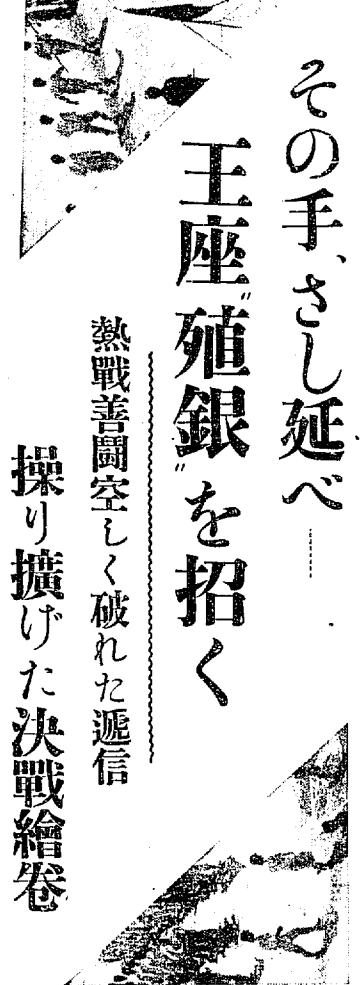 その手、さし延べ
王座〝殖銀〟を招く
熱戰善鬪空しく破れた遞信
操り擴げた決戰繪卷